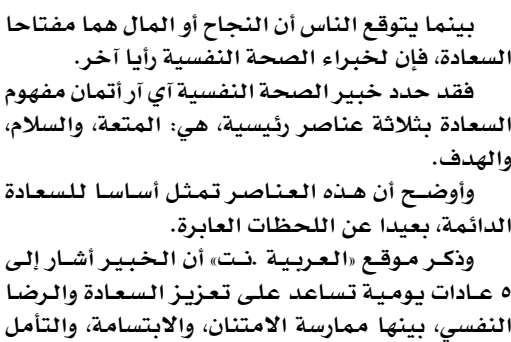 بينما يتوقع الناس أن النجاح أو المال هما مفتاحا
السعادة، فإن لخبراء الصحة النفسية رأيا آخر.
فقد حدد خبير الصحة النفسية آي آر أتمان مفهوم
السعادة بثلاثة عناصر رئيسية، هي: المتعة، والسلام،
والهدف.
وأوضح أن هذه العناصر تمثل أساسا للسعادة
الدائمة، بعيدا عن اللحظات العابرة.
وذكر موقع «العربية .نت» أن الخبير أشار إلى
٥ عادات يومية تساعد على تعزيز السعادة والرضا
النفسي، بينها ممارسة الامتنان، والابتسامة، والتأمل